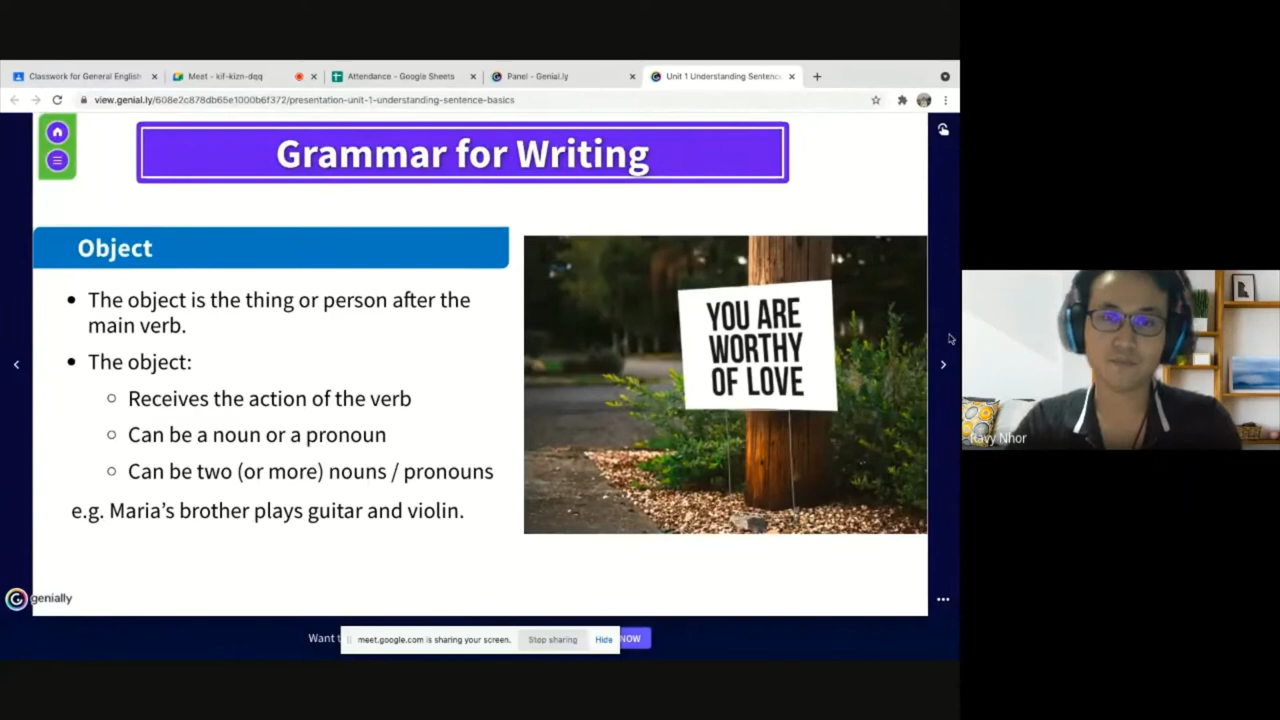 Classwork for General English
Meet - kif-kizn-dqq
Attendance - Google Sheets
Panel - Genial.ly
Unit 1 Understanding Sentenc
view.genial.ly/608e2c878db65e1000b6f372/presentation-unit-1-understanding-sentence-basics
Grammar for Writing
Object
• The object is the thing or person after the
main verb.
• The object:
○ Receives the action of the verb
○ Can be a noun or a pronoun
○ Can be two (or more) nouns / pronouns
e.g. Maria's brother plays guitar and violin.
YOU ARE
WORTHY
OF LOVE
Ravy Nhor
genially
Want
meet.google.com is sharing your screen.
Stop sharing
Hide
NOW